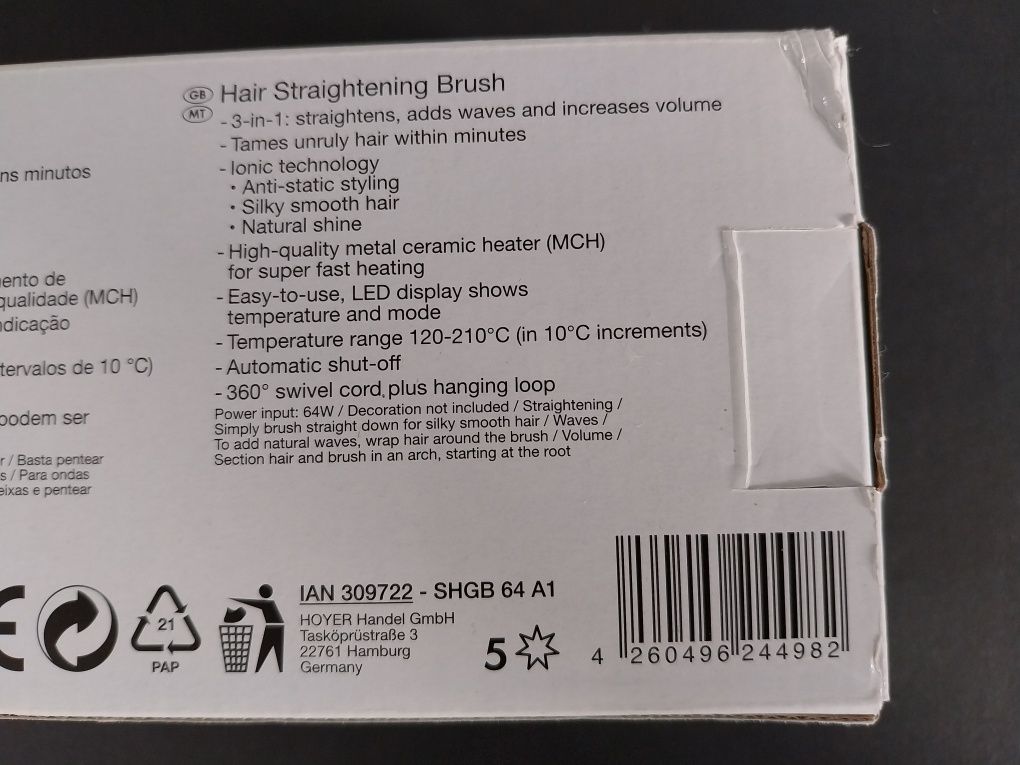 ns minutos
ento de
qualidade (MCH)
dicação
tervalos de 10 °C)
podem ser
r / Basta pentear
s / Para ondas
eixas e pentear
GB Hair Straightening Brush
MT - 3-in-1: straightens, adds waves and increases volume
- Tames unruly hair within minutes
- Ionic technology
• Anti-static styling
• Silky smooth hair
• Natural shine
- High-quality metal ceramic heater (MCH)
for super fast heating
- Easy-to-use, LED display shows
temperature and mode
- Temperature range 120-210°C (in 10°C increments)
- Automatic shut-off
- 360° swivel cord, plus hanging loop
Power input: 64W / Decoration not included / Straightening /
Simply brush straight down for silky smooth hair / Waves /
To add natural waves, wrap hair around the brush / Volume /
Section hair and brush in an arch, starting at the root
CE
21
PAP
IAN 309722 - SHGB 64 A1
HOYER Handel GmbH
Tasköprüstraße 3
22761 Hamburg
Germany
5
4 260496 244982